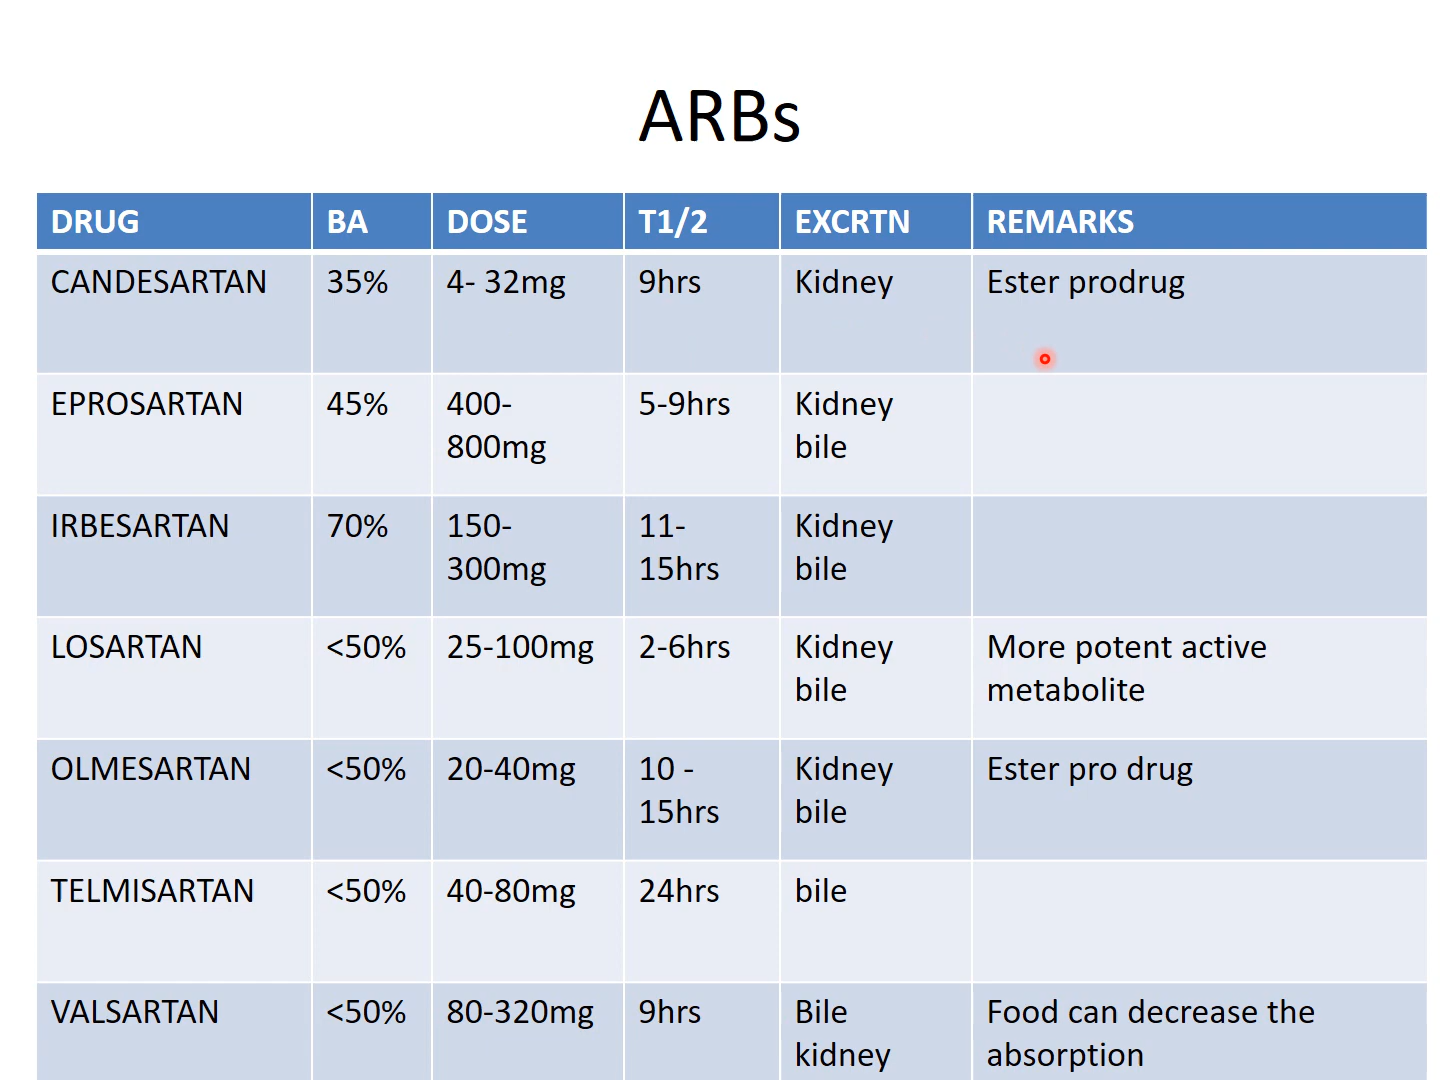 ARBs
DRUG BA DOSE T1/2 EXCRTN REMARKS
CANDESARTAN 35% 4- 32mg 9hrs Kidney Ester prodrug
EPROSARTAN 45% 400- 5-9hrs Kidney
800mg bile
IRBESARTAN 70% 150- 11- Kidney
300mg 15hrs bile
LOSARTAN <50% 25-100mg 2-6hrs Kidney More potent active
bile metabolite
OLMESARTAN <50% 20-40mg 10 - Kidney Ester pro drug
15hrs bile
TELMISARTAN <50% 40-80mg 24hrs bile
VALSARTAN <50% 80-320mg 9hrs Bile Food can decrease the
kidney absorption